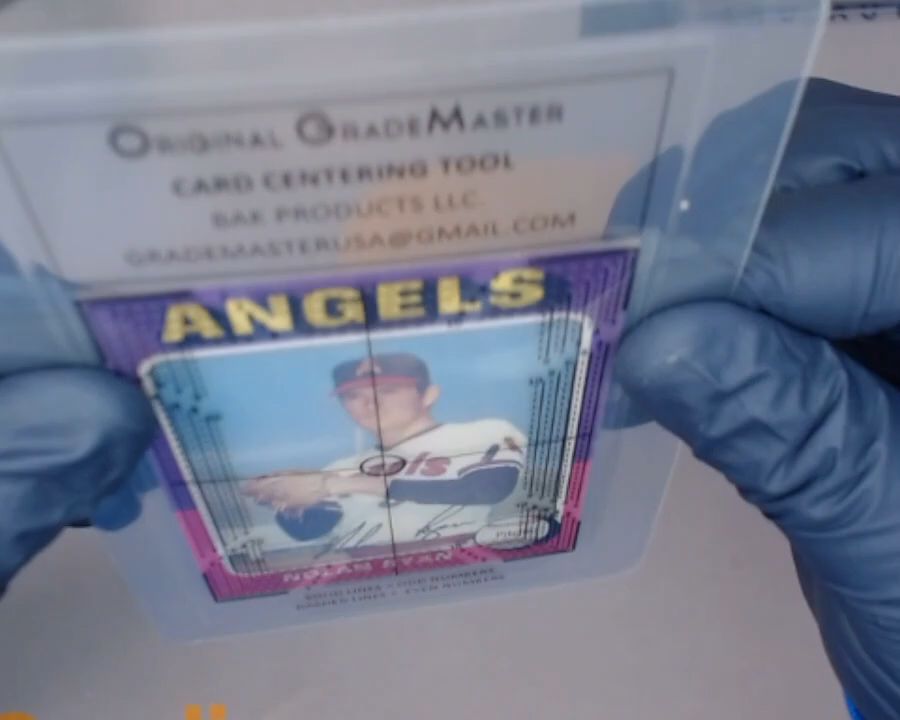 ORIGINAL GRADEMASTER
CARD CENTERING TOOL
BAK PRODUCTS LLC.
GRADEMASTERUSA@GMAIL.COM
ANGELS
NOLAN RYAN
SOLID LINES - ODD NUMBERS
DASHED LINES - EVEN NUMBERS